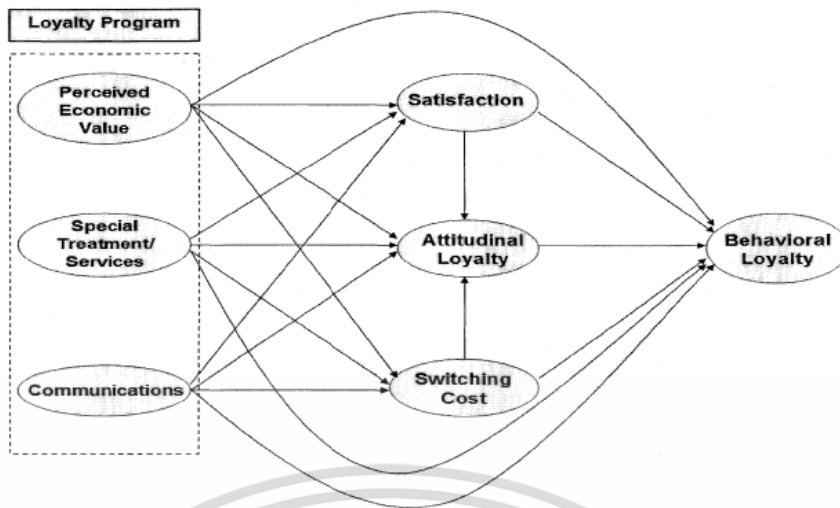 Loyalty Program
Perceived
Economic
Value
Satisfaction
Special
Treatment/
Services
Attitudinal
Loyalty
Behavioral
Loyalty
Communications
Switching
Cost